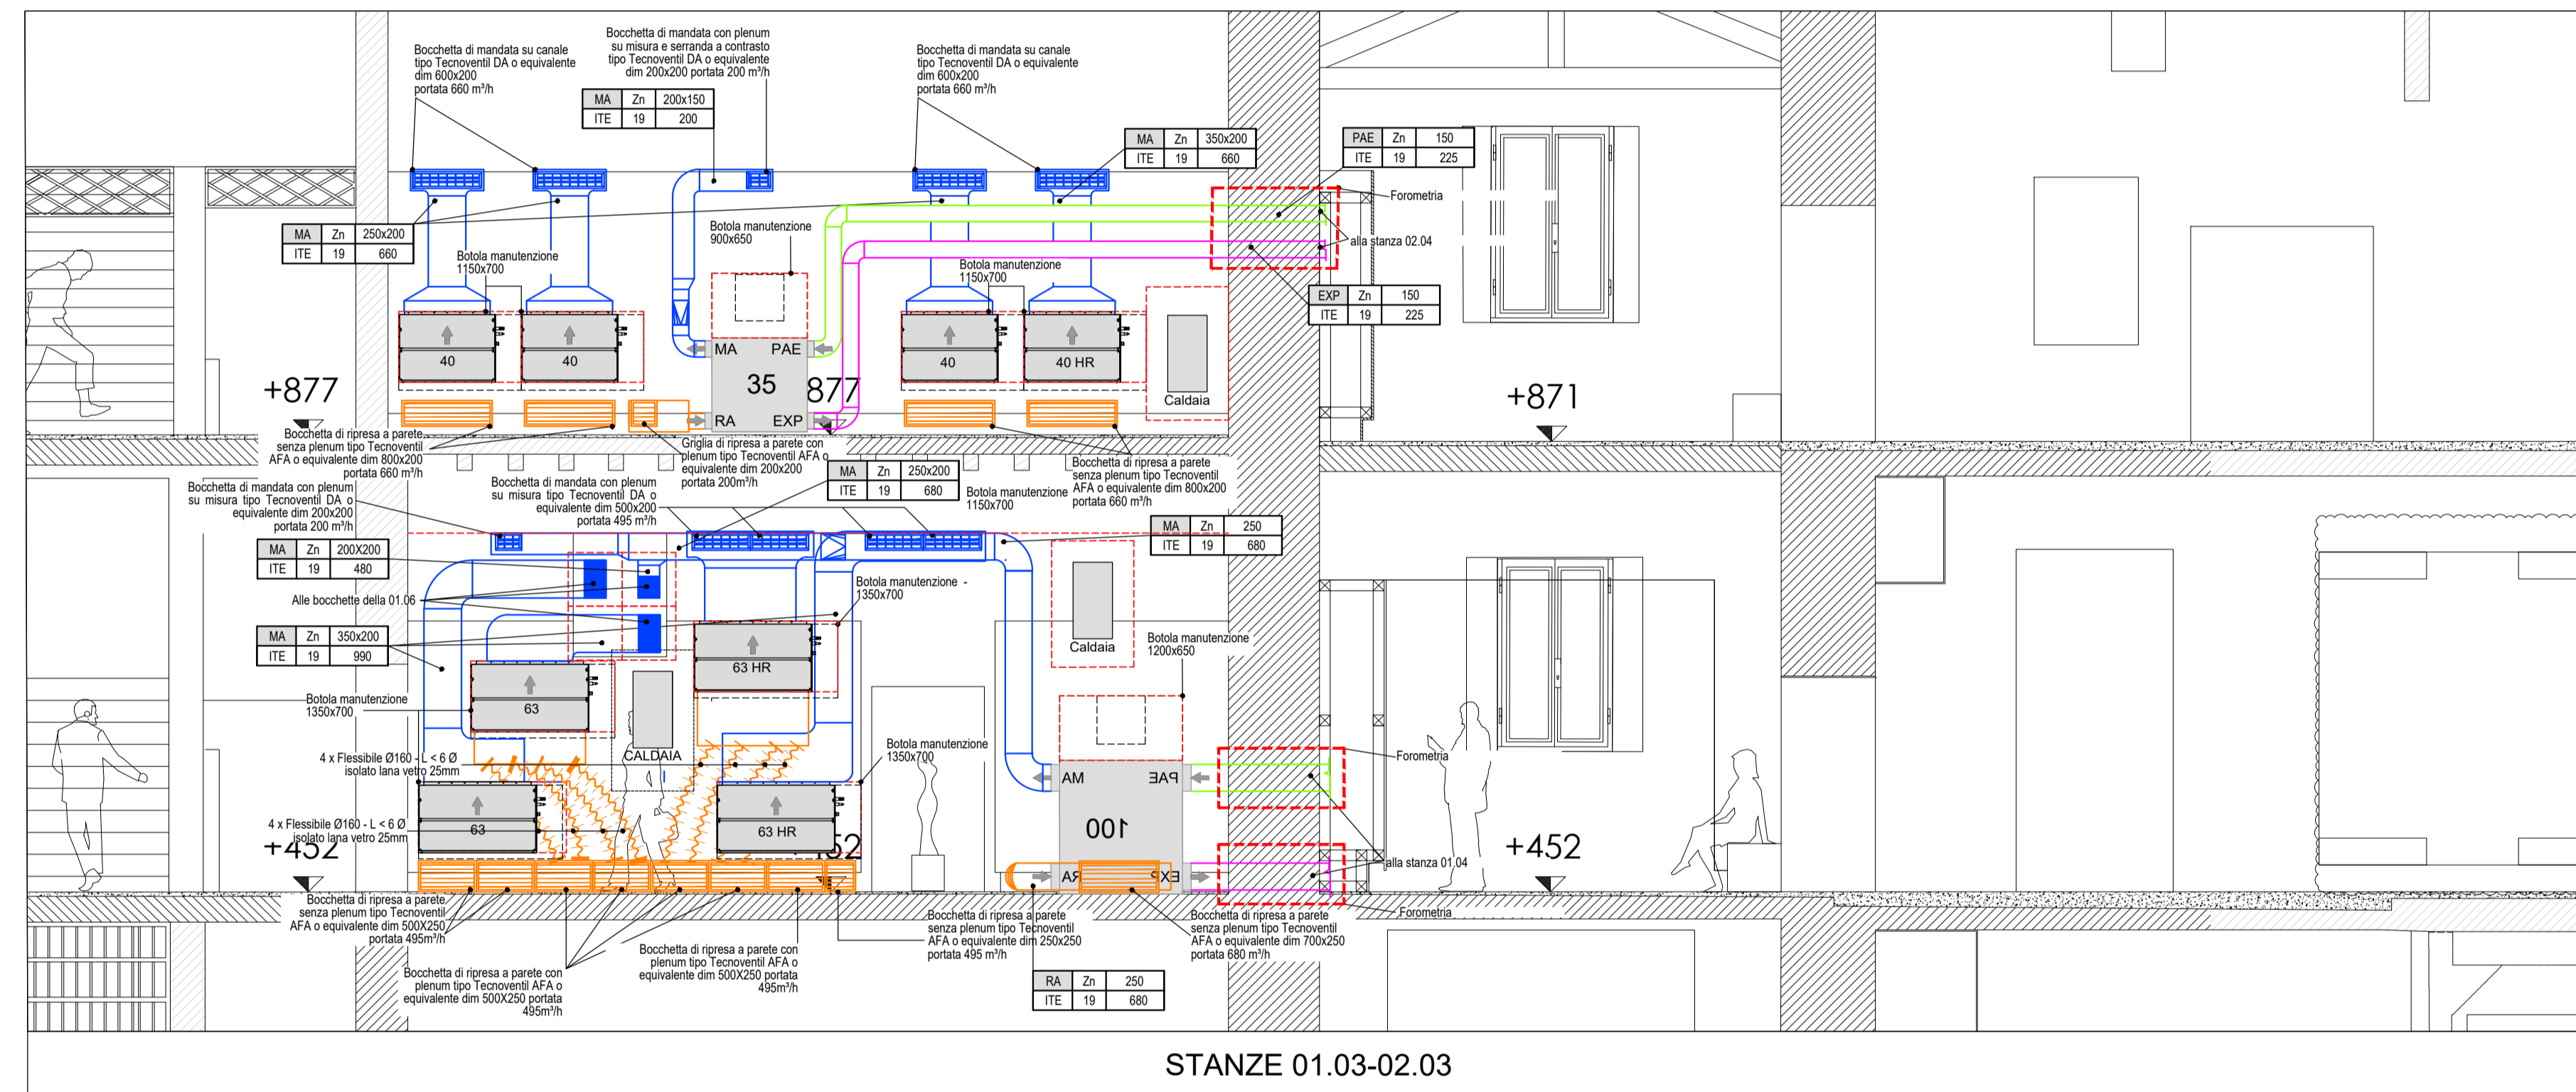 Bocchetta di mandata su canale
tipo Tecnoventil DA o equivalente
dim 600x200
portata 660 m³/h
Bocchetta di mandata con plenum
su misura e serranda a contrasto
tipo Tecnoventil DA o equivalente
dim 200x200 portata 200 m³/h
Bocchetta di mandata su canale
tipo Tecnoventil DA o equivalente
dim 600x200
portata 660 m³/h
MA Zn 200x150
ITE 19 200
MA Zn 350x200
ITE 19 660
PAE Zn 150
ITE 19 225
Forometria
MA Zn 250x200
ITE 19 660
Botola manutenzione
900x650
alla stanza 02.04
Botola manutenzione
1150x700
Botola manutenzione
1150x700
EXP Zn 150
ITE 19 225
40
40
MA PAE
35
RA EXP
40
40 HR
Caldaia
+877
877
+871
Bocchetta di ripresa a parete
senza plenum tipo Tecnoventil
AFA o equivalente dim 800x200
portata 660 m³/h
Griglia di ripresa a parete con
plenum tipo Tecnoventil AFA o
equivalente dim 200x200
portata 200m³/h
Bocchetta di ripresa a parete
senza plenum tipo Tecnoventil
AFA o equivalente dim 800x200
portata 660 m³/h
Bocchetta di mandata con plenum
su misura tipo Tecnoventil DA o
equivalente dim 200x200
portata 200 m³/h
Bocchetta di mandata con plenum
su misura tipo Tecnoventil DA o
equivalente dim 500x200
portata 495 m³/h
MA Zn 250x200
ITE 19 680
Botola manutenzione
1150x700
MA Zn 250
ITE 19 680
MA Zn 200X200
ITE 19 480
Alle bocchette della 01.06
MA Zn 350x200
ITE 19 990
Botola manutenzione -
1350x700
Caldaia
Botola manutenzione
1200x650
63 HR
63
Botola manutenzione
1350x700
CALDAIA
Botola manutenzione
1350x700
4 x Flessibile Ø160 - L < 6 Ø
isolato lana vetro 25mm
Forometria
MA PAE
100
RA EXP
63
63 HR
4 x Flessibile Ø160 - L < 6 Ø
isolato lana vetro 25mm
+452
52
+452
alla stanza 01.04
Forometria
Bocchetta di ripresa a parete
senza plenum tipo Tecnoventil
AFA o equivalente dim 500X250
portata 495m³/h
Bocchetta di ripresa a parete con
plenum tipo Tecnoventil AFA o
equivalente dim 500X250 portata
495m³/h
Bocchetta di ripresa a parete con
plenum tipo Tecnoventil AFA o
equivalente dim 500X250 portata
495m³/h
Bocchetta di ripresa a parete
senza plenum tipo Tecnoventil
AFA o equivalente dim 250x250
portata 495 m³/h
Bocchetta di ripresa a parete
senza plenum tipo Tecnoventil
AFA o equivalente dim 700x250
portata 680 m³/h
RA Zn 250
ITE 19 680
STANZE 01.03-02.03